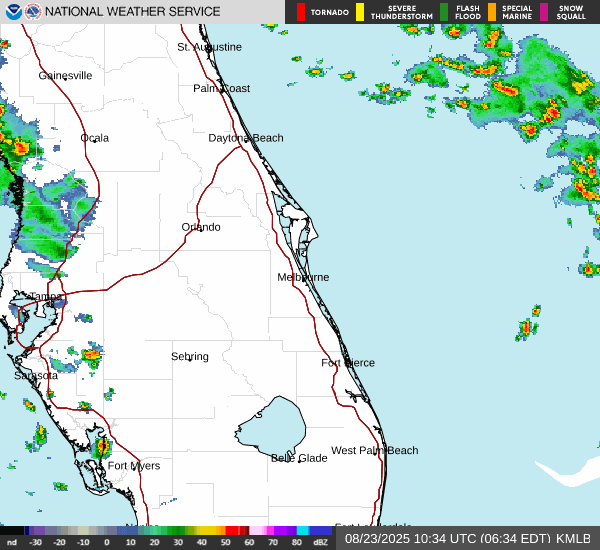 NATIONAL WEATHER SERVICE
TORNADO
SEVERE THUNDERSTORM
FLASH FLOOD
SPECIAL MARINE
SNOW SQUALL
St. Augustine
Gainesville
Palm Coast
Ocala
Daytona Beach
Orlando
Melbourne
Tampa
Sebring
Fort Pierce
Sarasota
West Palm Beach
Belle Glade
Fort Myers
nd -30 -20 -10 0 10 20 30 40 50 60 70 80 dBZ
08/23/2025 10:34 UTC (06:34 EDT) KMLB